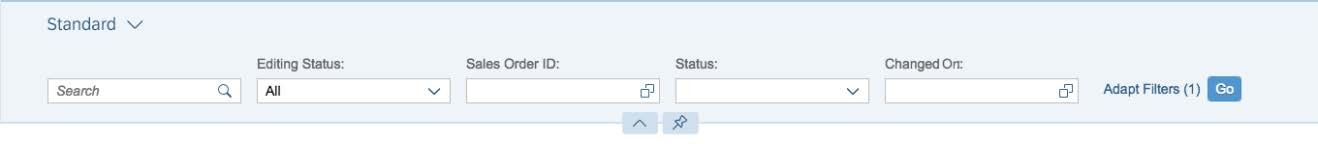 Standard
Editing Status: Sales Order ID: Status: Changed On:
Search All Adapt Filters (1) Go